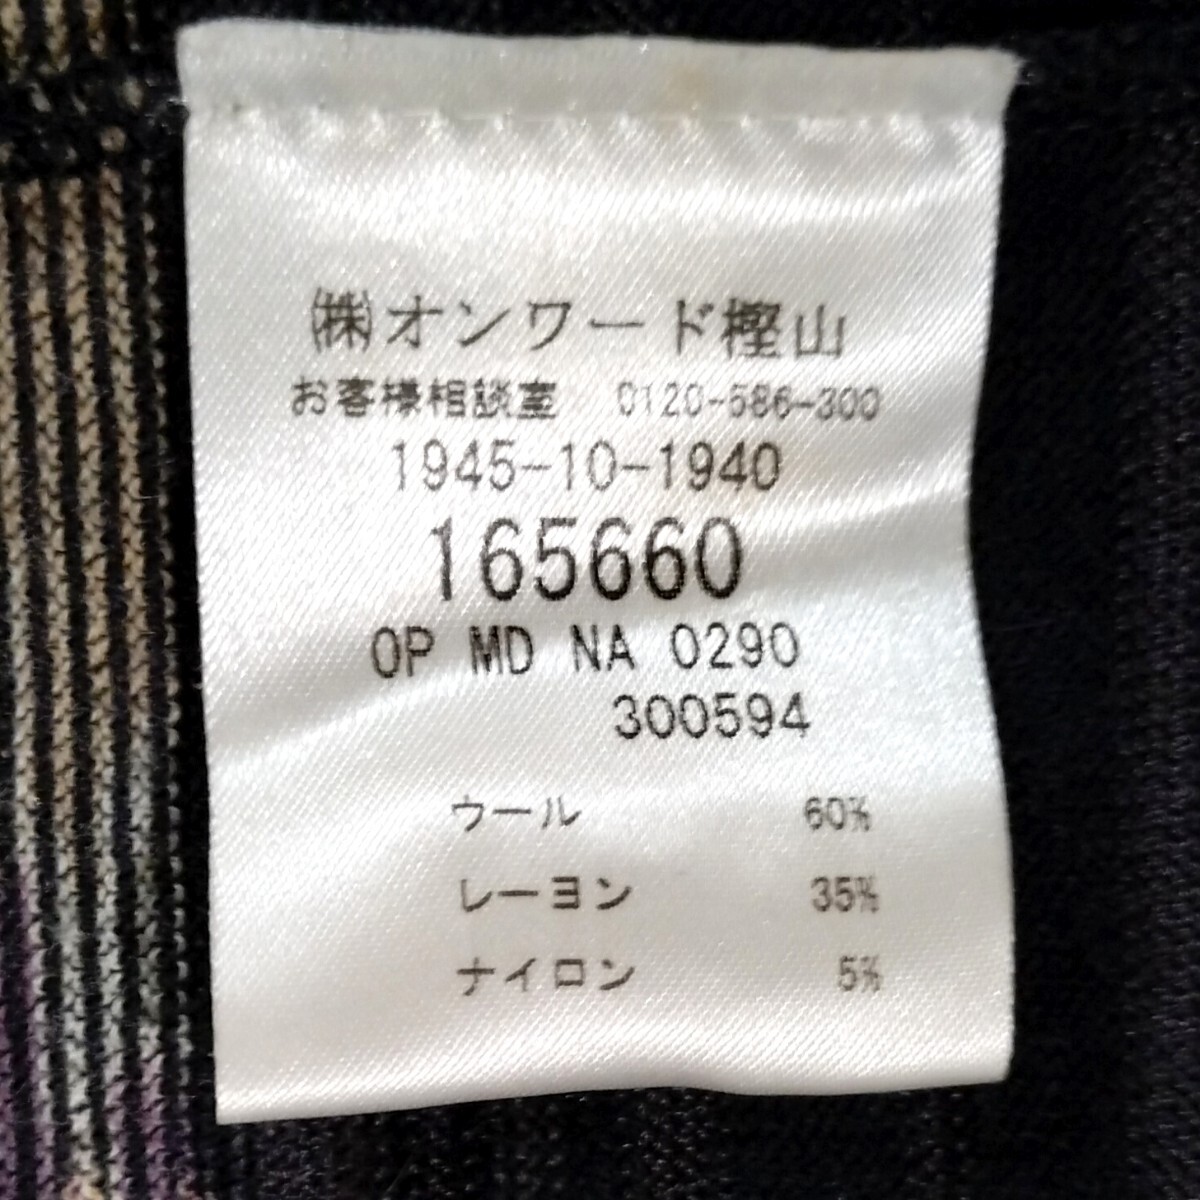 ㈱オンワード樫山
お客様相談室 0120-586-300
1945-10-1940
165660
OP MD NA 0290
300594
ウール 60%
レーヨン 35%
ナイロン 5%